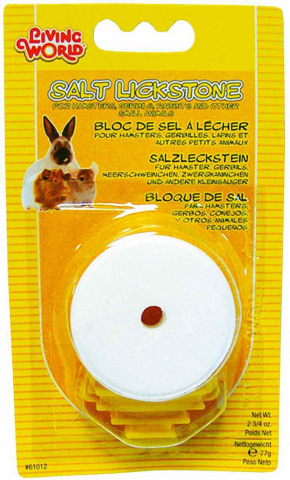 LIVING
WORLD
SALT LICKSTONE
FOR HAMSTERS, GERBILS, RABBITS AND OTHER
SMALL ANIMALS
BLOC DE SEL À LÉCHER
POUR HAMSTERS, GERBILLES, LAPINS ET
AUTRES PETITS ANIMAUX
SALZLECKSTEIN
FÜR HAMSTER, GERBILS,
MEERSCHWEINCHEN, ZWERGKANINCHEN
UND ANDERE KLEINSÄUGER
BLOQUE DE SAL
PARA HÁMSTERS,
GERBOS, CONEJOS,
Y OTROS ANIMALES
PEQUEÑOS
Net Wt
2 3/4 oz.
Poids Net
Nettogewicht
℮ 77g
Peso Neto
#61012